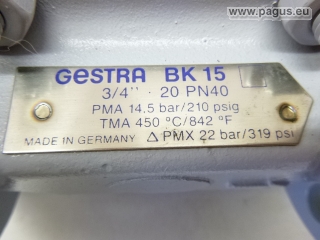 www.pagus.eu
GESTRA BK 15
3/4" · 20 PN40
PMA 14,5 bar/210 psig
TMA 450 °C/842 °F
MADE IN GERMANY △ PMX 22 bar/319 psi